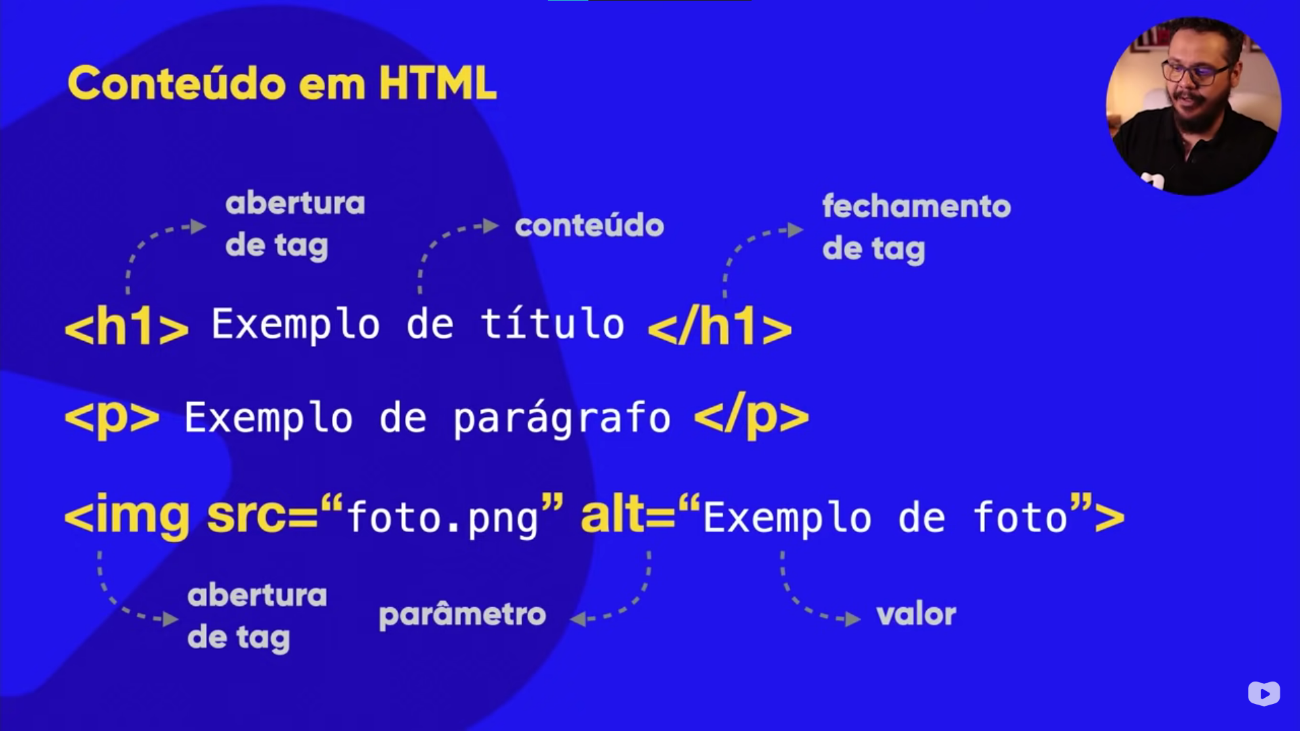 Conteúdo em HTML
abertura
de tag
conteúdo
fechamento
de tag
<h1> Exemplo de título </h1>
<p> Exemplo de parágrafo </p>
<img src=“foto.png” alt=“Exemplo de foto”>
abertura
de tag
parâmetro
valor